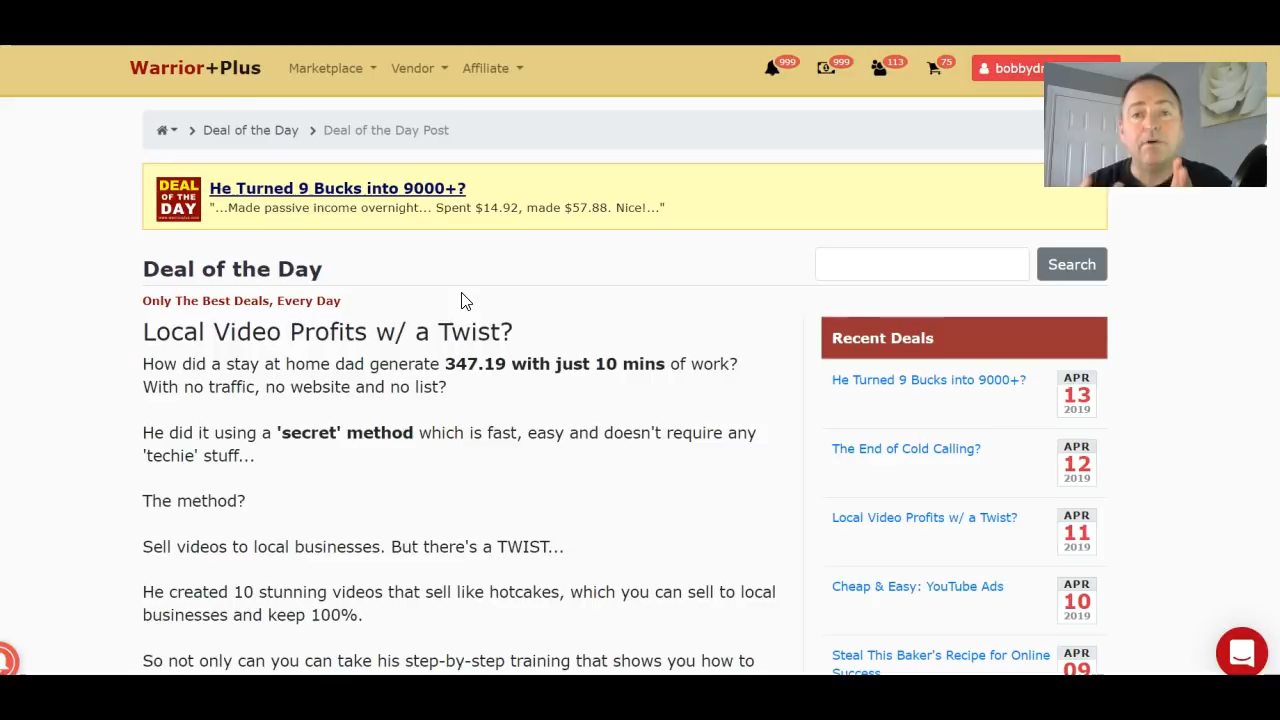 Warrior+Plus Marketplace Vendor Affiliate 999 999 113 75
Deal of the Day Deal of the Day Post
DEAL OF THE DAY
He Turned 9 Bucks into 9000+?
"...Made passive income overnight... Spent $14.92, made $57.88. Nice!..."
Deal of the Day
Search
Only The Best Deals, Every Day
Local Video Profits w/ a Twist?
How did a stay at home dad generate 347.19 with just 10 mins of work?
With no traffic, no website and no list?
He did it using a 'secret' method which is fast, easy and doesn't require any
'techie' stuff...
The method?
Sell videos to local businesses. But there's a TWIST...
He created 10 stunning videos that sell like hotcakes, which you can sell to local
businesses and keep 100%.
So not only can you can take his step-by-step training that shows you how to
Recent Deals
He Turned 9 Bucks into 9000+?
APR
13
2019
The End of Cold Calling?
APR
12
2019
Local Video Profits w/ a Twist?
APR
11
2019
Cheap & Easy: YouTube Ads
APR
10
2019
Steal This Baker's Recipe for Online
Success
APR
09